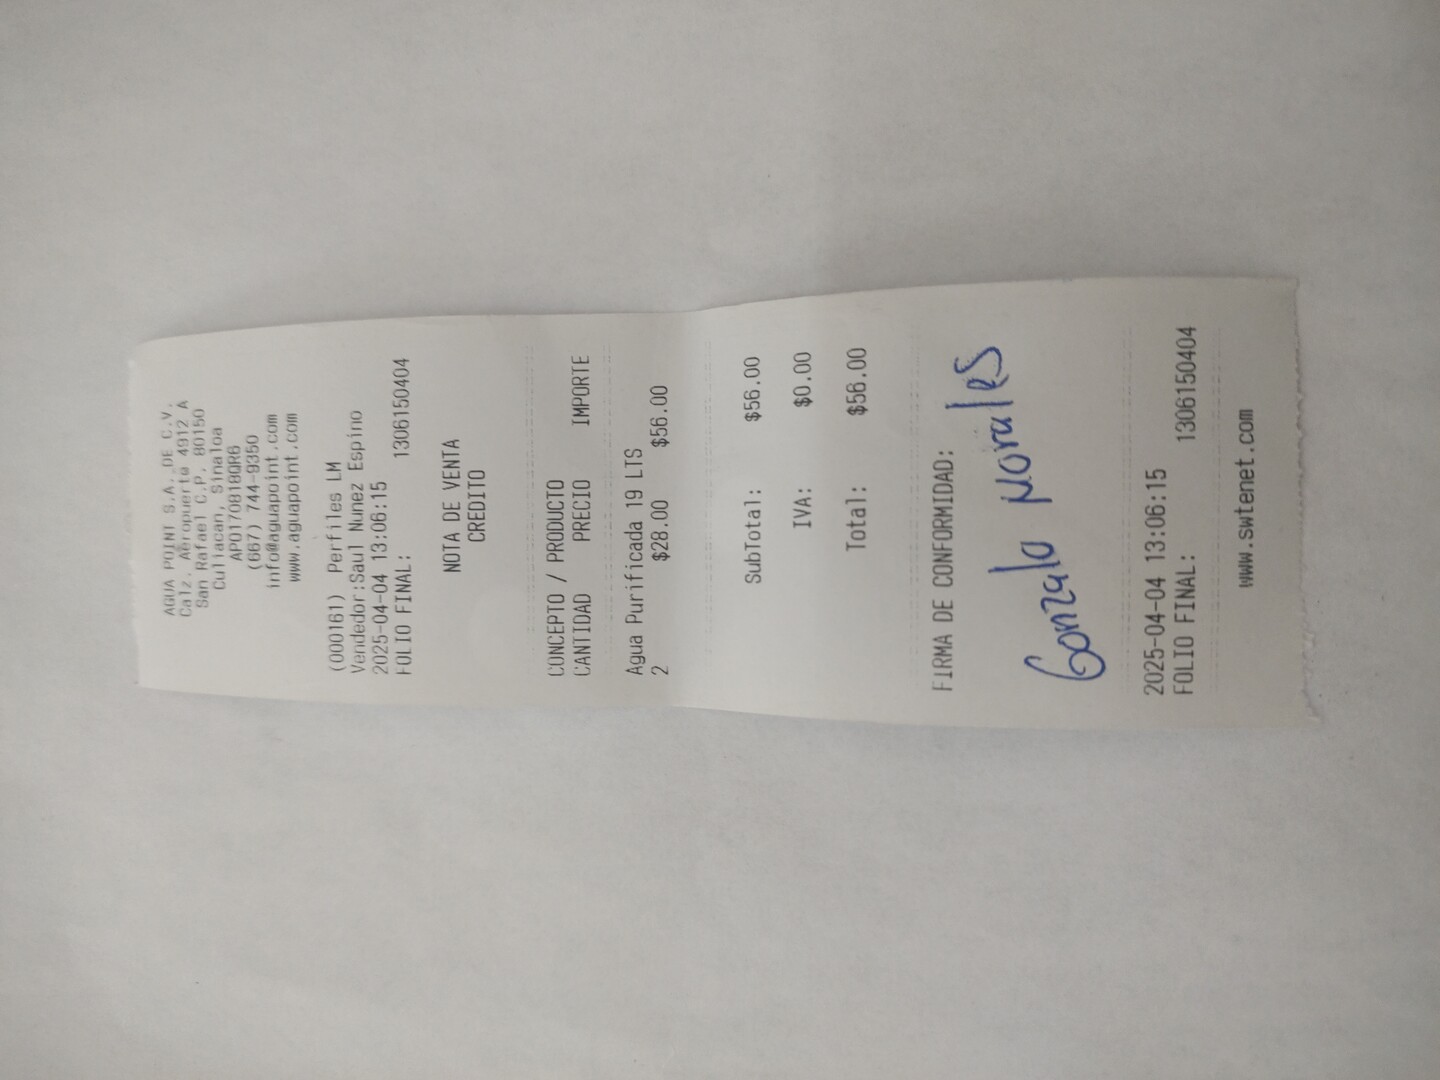 AGUA POINT S.A. DE C.V.
Calz. Aeropuerto 4912 A
San Rafael C.P. 80150
Culiacan, Sinaloa
APO170818QR6
(667) 744-9350
info@aguapoint.com
www.aguapoint.com
(000161) Perfiles LM
Vendedor:Saul Nunez Espino
2025-04-04 13:06:15
FOLIO FINAL: 1306150404
NOTA DE VENTA
CREDITO
CONCEPTO / PRODUCTO
CANTIDAD PRECIO IMPORTE
Agua Purificada 19 LTS
2 $28.00 $56.00
SubTotal: $56.00
IVA: $0.00
Total: $56.00
FIRMA DE CONFORMIDAD:
Gonzalo Morales
2025-04-04 13:06:15
FOLIO FINAL: 1306150404
www.swtenet.com